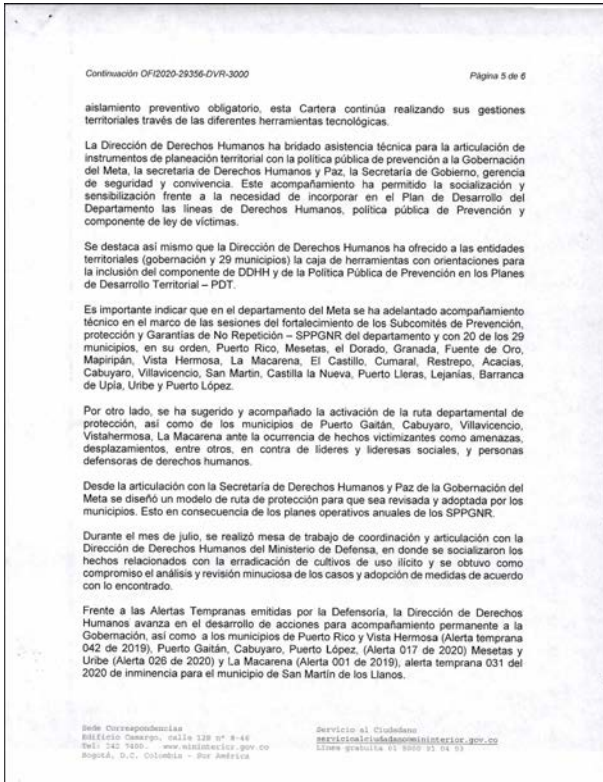 Continuación OFI2020-29356-DVR-3000
Página 5 de 6
aislamiento preventivo obligatorio, esta Cartera continúa realizando sus gestiones
territoriales través de las diferentes herramientas tecnológicas.
La Dirección de Derechos Humanos ha bridado asistencia técnica para la articulación de
instrumentos de planeación territorial con la política pública de prevención a la Gobernación
del Meta, la secretaria de Derechos Humanos y Paz, la Secretaría de Gobierno, gerencia
de seguridad y convivencia. Este acompañamiento ha permitido la socialización y
sensibilización frente a la necesidad de incorporar en el Plan de Desarrollo del
Departamento las líneas de Derechos Humanos, política pública de Prevención y
componente de ley de víctimas.
Se destaca así mismo que la Dirección de Derechos Humanos ha ofrecido a las entidades
territoriales (gobernación y 29 municipios) la caja de herramientas con orientaciones para
la inclusión del componente de DDHH y de la Política Pública de Prevención en los Planes
de Desarrollo Territorial – PDT.
Es importante indicar que en el departamento del Meta se ha adelantado acompañamiento
técnico en el marco de las sesiones del fortalecimiento de los Subcomités de Prevención,
protección y Garantías de No Repetición – SPPGNR del departamento y con 20 de los 29
municipios, en su orden, Puerto Rico, Mesetas, el Dorado, Granada, Fuente de Oro,
Mapiripán, Vista Hermosa, La Macarena, El Castillo, Cumaral, Restrepo, Acacias,
Cabuyaro, Villavicencio, San Martin, Castilla la Nueva, Puerto Lleras, Lejanías, Barranca
de Upía, Uribe y Puerto López.
Por otro lado, se ha sugerido y acompañado la activación de la ruta departamental de
protección, así como de los municipios de Puerto Gaitán, Cabuyaro, Villavicencio,
Vistahermosa, La Macarena ante la ocurrencia de hechos victimizantes como amenazas,
desplazamientos, entre otros, en contra de líderes y lideresas sociales, y personas
defensoras de derechos humanos.
Desde la articulación con la Secretaría de Derechos Humanos y Paz de la Gobernación del
Meta se diseñó un modelo de ruta de protección para que sea revisada y adoptada por los
municipios. Esto en consecuencia de los planes operativos anuales de los SPPGNR.
Durante el mes de julio, se realizó mesa de trabajo de coordinación y articulación con la
Dirección de Derechos Humanos del Ministerio de Defensa, en donde se socializaron los
hechos relacionados con la erradicación de cultivos de uso ilícito y se obtuvo como
compromiso el análisis y revisión minuciosa de los casos y adopción de medidas de acuerdo
con lo encontrado.
Frente a las Alertas Tempranas emitidas por la Defensoría, la Dirección de Derechos
Humanos avanza en el desarrollo de acciones para acompañamiento permanente a la
Gobernación, así como a los municipios de Puerto Rico y Vista Hermosa (Alerta temprana
042 de 2019), Puerto Gaitán, Cabuyaro, Puerto López, (Alerta 017 de 2020) Mesetas y
Uribe (Alerta 026 de 2020) y La Macarena (Alerta 001 de 2019), alerta temprana 031 del
2020 de inminencia para el municipio de San Martín de los Llanos.
Sede Correspondencias
Edificio Camargo, calle 12B nº 8-46
Tel: 242 7400. www.mininterior.gov.co
Bogotá, D.C. Colombia - Sur América
Servicio al Ciudadano
servicioalciudadano@mininterior.gov.co
Línea gratuita 01 8000 91 04 03